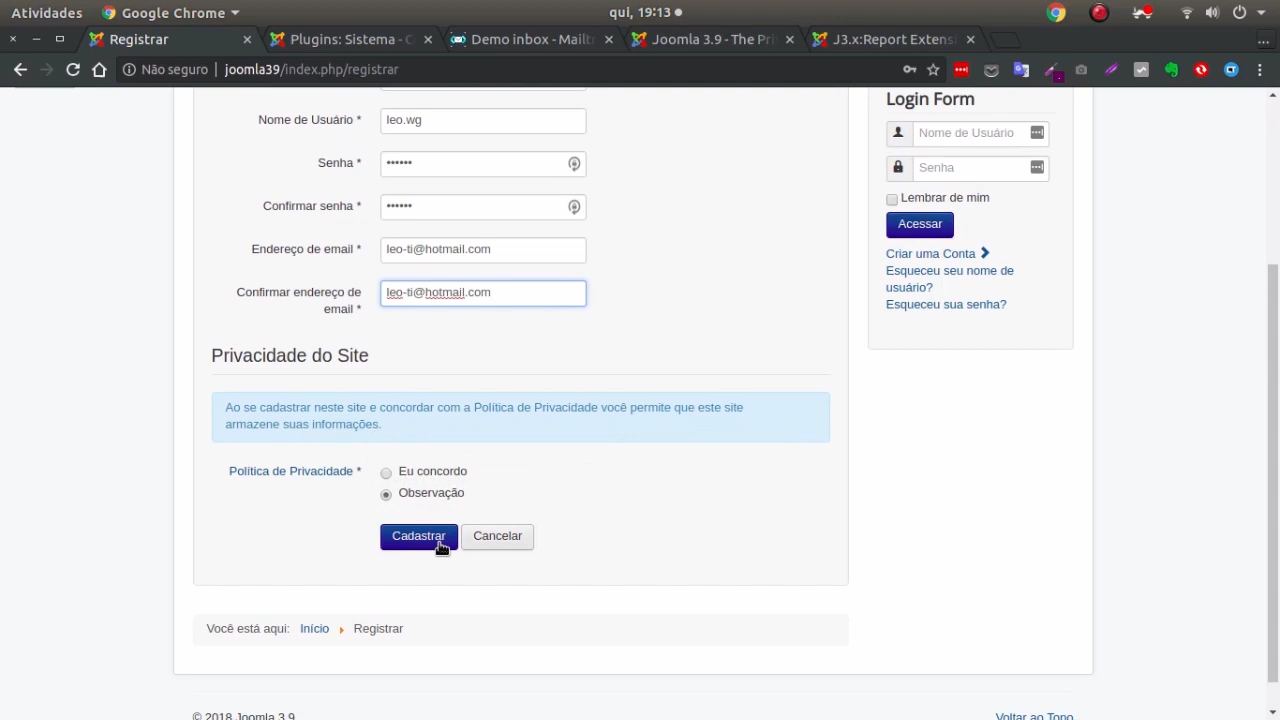 Atividades
Google Chrome
qui, 19:13
Registrar
Plugins: Sistema - C
Demo inbox - Mailtr
Joomla 3.9 - The Pri
J3.x:Report Extensi
Não seguro
joomla39/index.php/registrar
Nome de Usuário *
leo.wg
Senha *
••••••
Confirmar senha *
••••••
Endereço de email *
leo-ti@hotmail.com
Confirmar endereço de
email *
leo-ti@hotmail.com
Privacidade do Site
Ao se cadastrar neste site e concordar com a Política de Privacidade você permite que este site
armazene suas informações.
Política de Privacidade *
Eu concordo
Observação
Cadastrar
Cancelar
Você está aqui:
Início
Registrar
Login Form
Nome de Usuário
Senha
Lembrar de mim
Acessar
Criar uma Conta
Esqueceu seu nome de
usuário?
Esqueceu sua senha?
© 2018 Joomla 3.9
Voltar ao Topo